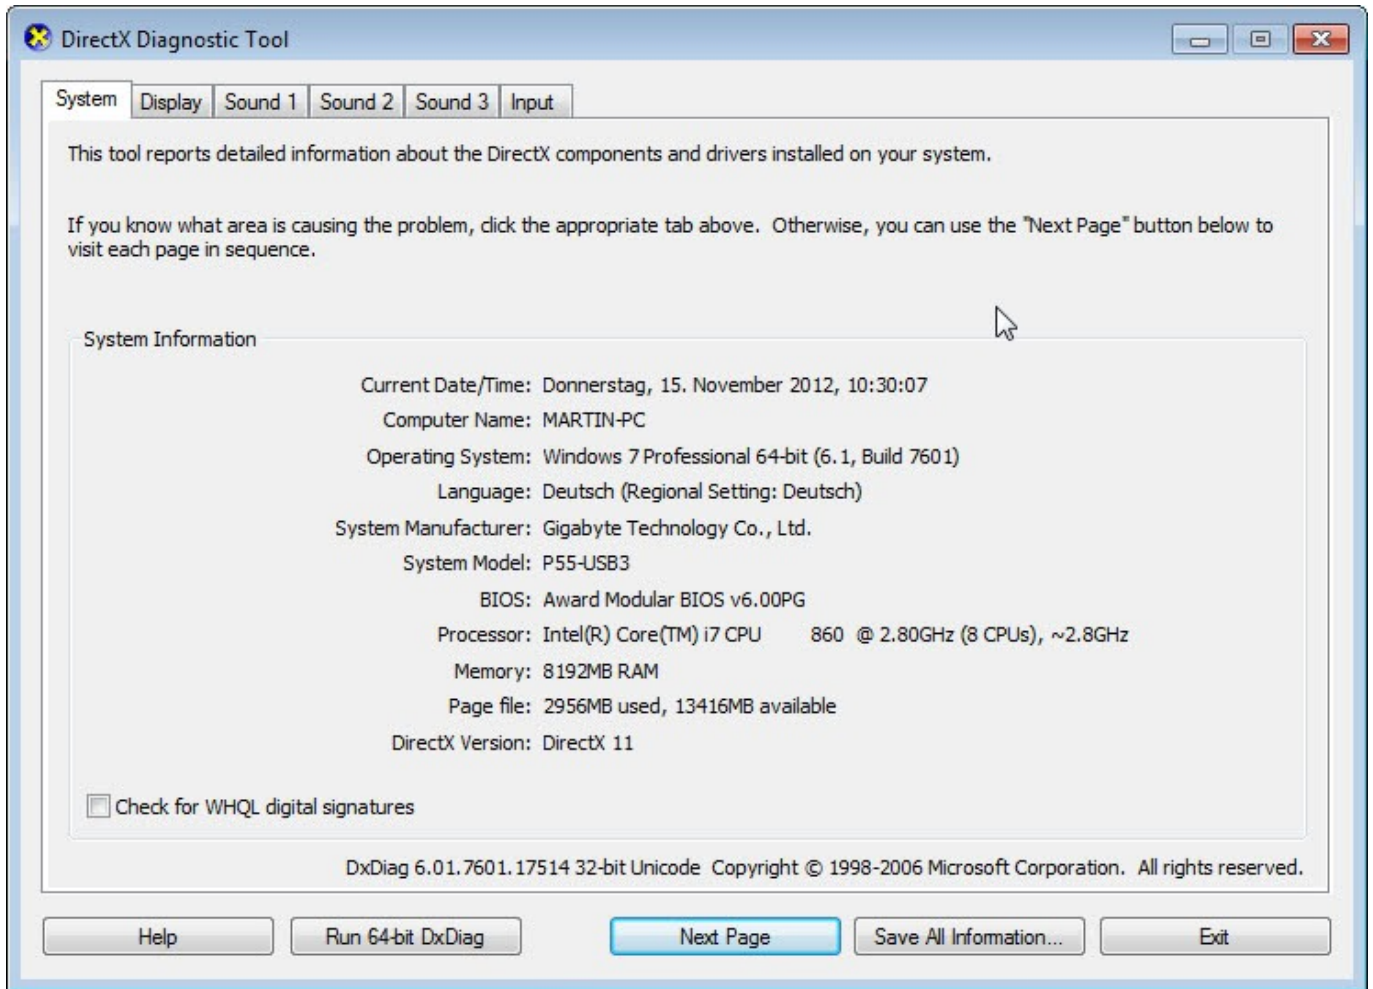 DirectX Diagnostic Tool
System Display Sound 1 Sound 2 Sound 3 Input
This tool reports detailed information about the DirectX components and drivers installed on your system.
If you know what area is causing the problem, click the appropriate tab above.  Otherwise, you can use the "Next Page" button below to
visit each page in sequence.
System Information
Current Date/Time: Donnerstag, 15. November 2012, 10:30:07
Computer Name: MARTIN-PC
Operating System: Windows 7 Professional 64-bit (6.1, Build 7601)
Language: Deutsch (Regional Setting: Deutsch)
System Manufacturer: Gigabyte Technology Co., Ltd.
System Model: P55-USB3
BIOS: Award Modular BIOS v6.00PG
Processor: Intel(R) Core(TM) i7 CPU 860 @ 2.80GHz (8 CPUs), ~2.8GHz
Memory: 8192MB RAM
Page file: 2956MB used, 13416MB available
DirectX Version: DirectX 11
Check for WHQL digital signatures
DxDiag 6.01.7601.17514 32-bit Unicode  Copyright © 1998-2006 Microsoft Corporation.  All rights reserved.
Help Run 64-bit DxDiag Next Page Save All Information... Exit